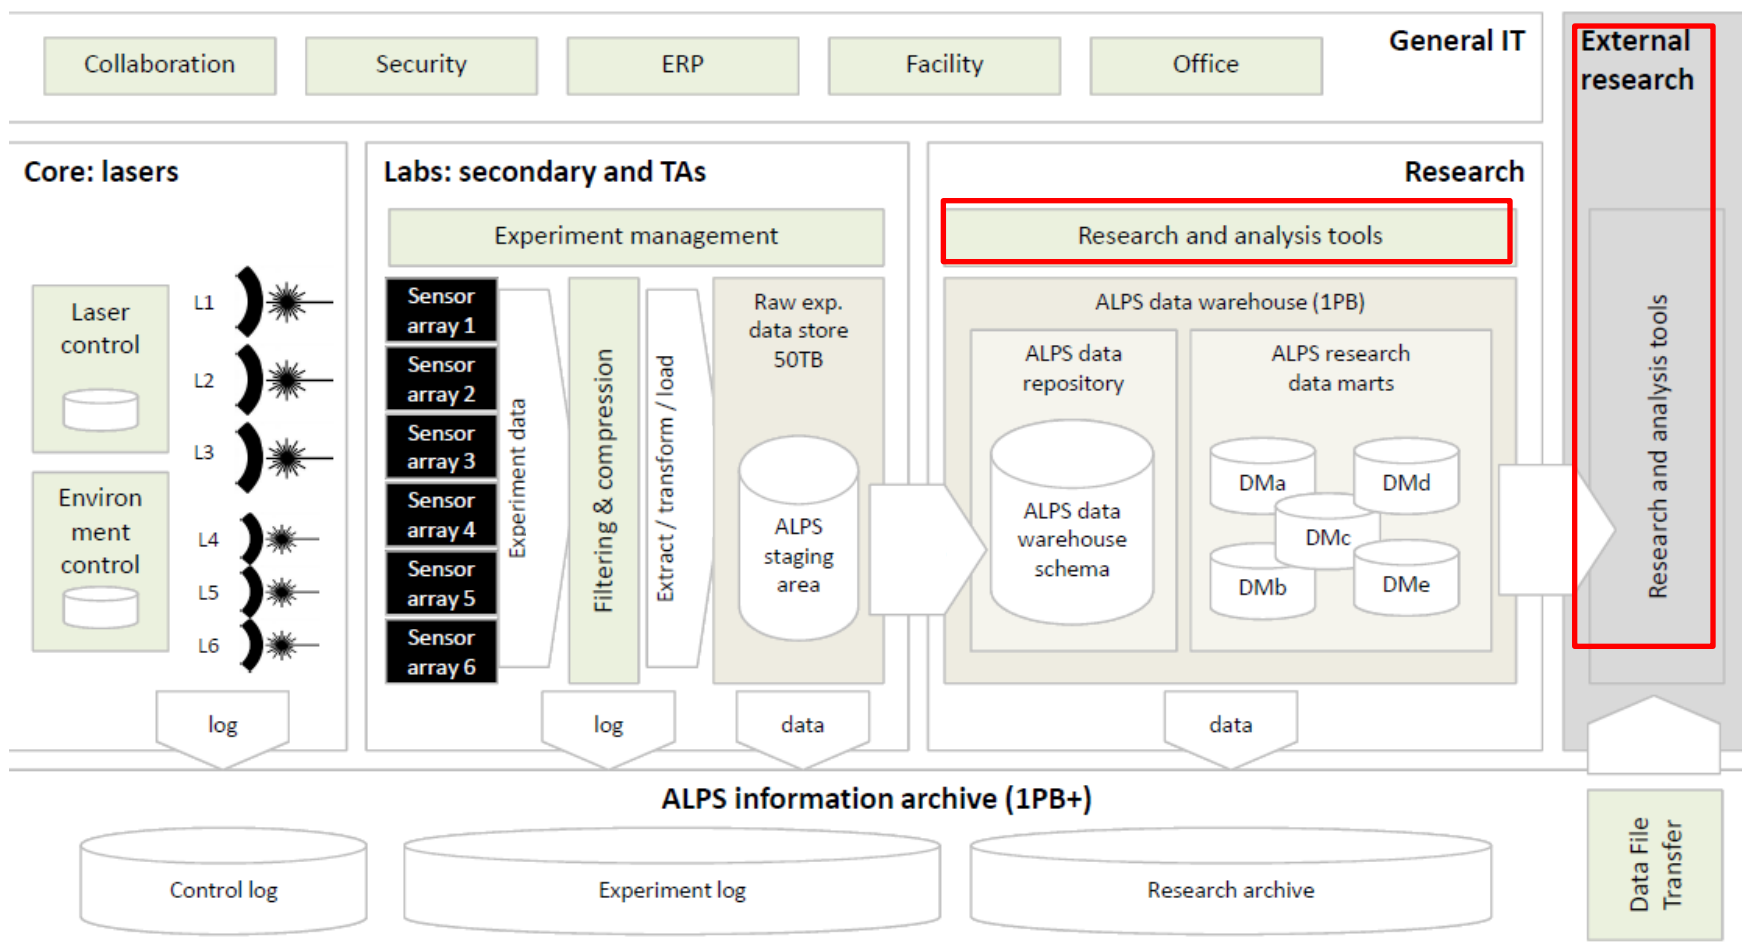 General IT
Collaboration
Security
ERP
Facility
Office
External
research
Core: lasers
Laser
control
Environ
ment
control
L1
L2
L3
L4
L5
L6
log
Labs: secondary and TAs
Experiment management
Sensor
array 1
Sensor
array 2
Sensor
array 3
Sensor
array 4
Sensor
array 5
Sensor
array 6
Experiment data
Filtering & compression
Extract / transform / load
Raw exp.
data store
50TB
ALPS
staging
area
log
data
Research
Research and analysis tools
ALPS data warehouse (1PB)
ALPS data
repository
ALPS data
warehouse
schema
ALPS research
data marts
DMa
DMd
DMc
DMb
DMe
data
Research and analysis tools
ALPS information archive (1PB+)
Control log
Experiment log
Research archive
Data File
Transfer